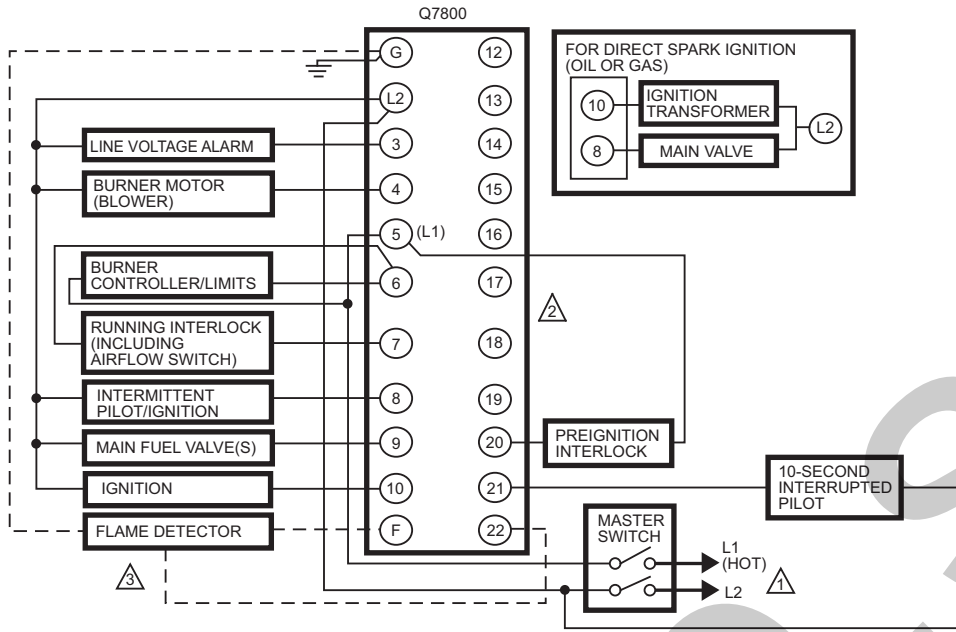 Q7800
G
12
L2
13
LINE VOLTAGE ALARM
3
14
BURNER MOTOR
(BLOWER)
4
15
5
(L1)
16
BURNER
CONTROLLER/LIMITS
6
17
2
RUNNING INTERLOCK
(INCLUDING
AIRFLOW SWITCH)
7
18
INTERMITTENT
PILOT/IGNITION
8
19
MAIN FUEL VALVE(S)
9
20
PREIGNITION
INTERLOCK
IGNITION
10
21
10-SECOND
INTERRUPTED
PILOT
FLAME DETECTOR
F
22
MASTER
SWITCH
L1
(HOT)
L2
1
3
FOR DIRECT SPARK IGNITION
(OIL OR GAS)
10
IGNITION
TRANSFORMER
8
MAIN VALVE
L2